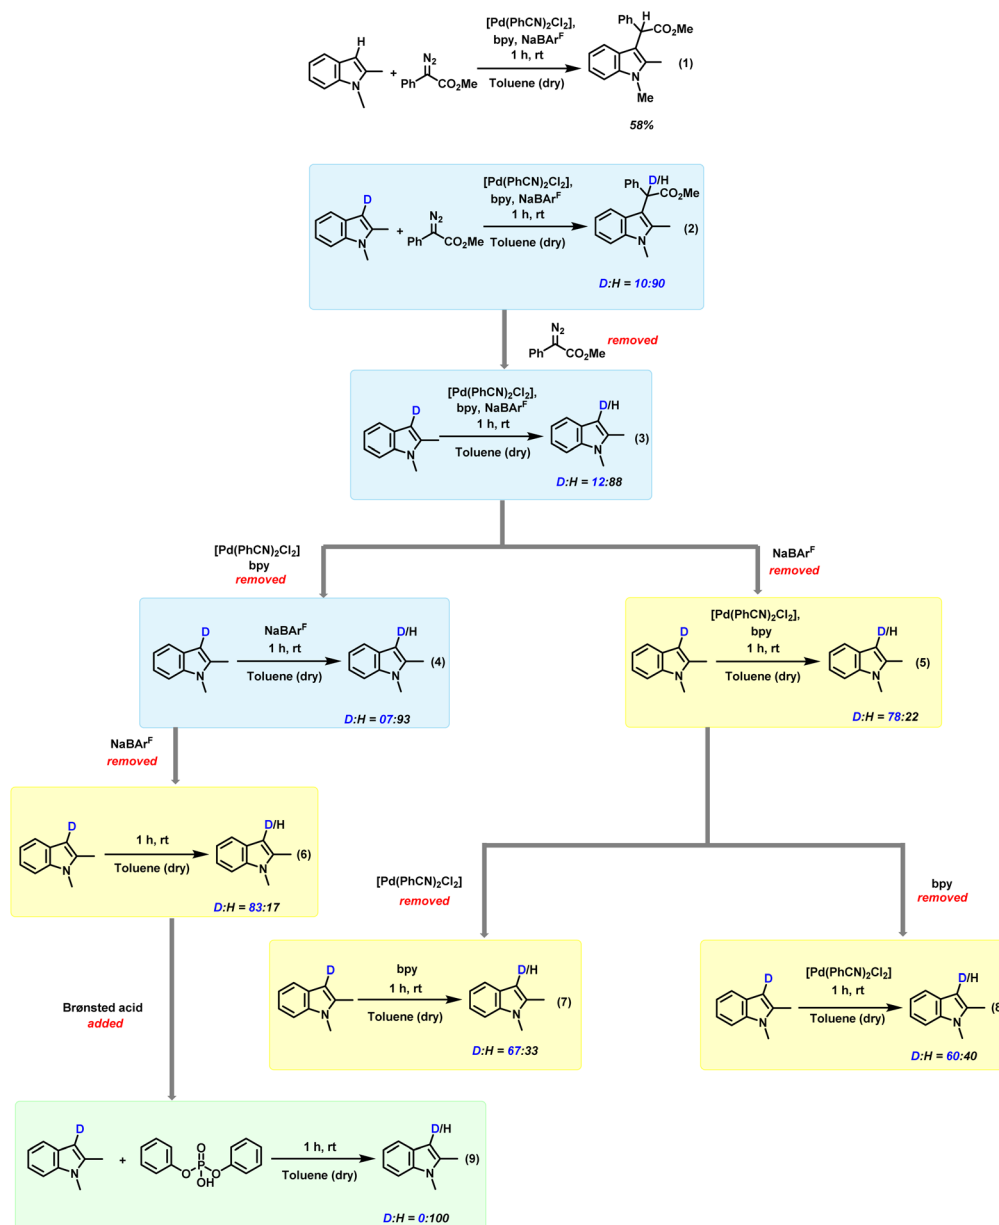 [Pd(PhCN)2Cl2],
bpy, NaBArF
1 h, rt
Toluene (dry)
H
N
+
N2
Ph
CO2Me
Ph
H
OMe
O
N
Me
(1)
58%
[Pd(PhCN)2Cl2],
bpy, NaBArF
1 h, rt
Toluene (dry)
D
N
+
N2
Ph
CO2Me
Ph
D/H
OMe
O
N
(2)
D:H = 10:90
N2
Ph
CO2Me
removed
[Pd(PhCN)2Cl2],
bpy, NaBArF
1 h, rt
Toluene (dry)
D
N
D/H
N
(3)
D:H = 12:88
[Pd(PhCN)2Cl2]
bpy
removed
NaBArF
removed
D
N
NaBArF
1 h, rt
Toluene (dry)
D/H
N
(4)
D:H = 07:93
D
N
[Pd(PhCN)2Cl2],
bpy
1 h, rt
Toluene (dry)
D/H
N
(5)
D:H = 78:22
NaBArF
removed
D
N
1 h, rt
Toluene (dry)
D/H
N
(6)
D:H = 83:17
[Pd(PhCN)2Cl2]
removed
bpy
removed
D
N
bpy
1 h, rt
Toluene (dry)
D/H
N
(7)
D:H = 67:33
D
N
[Pd(PhCN)2Cl2]
1 h, rt
Toluene (dry)
D/H
N
(8
D:H = 60:40
Brønsted acid
added
D
N
+
O
O
P
O
OH
1 h, rt
Toluene (dry)
D/H
N
(9)
D:H = 0:100